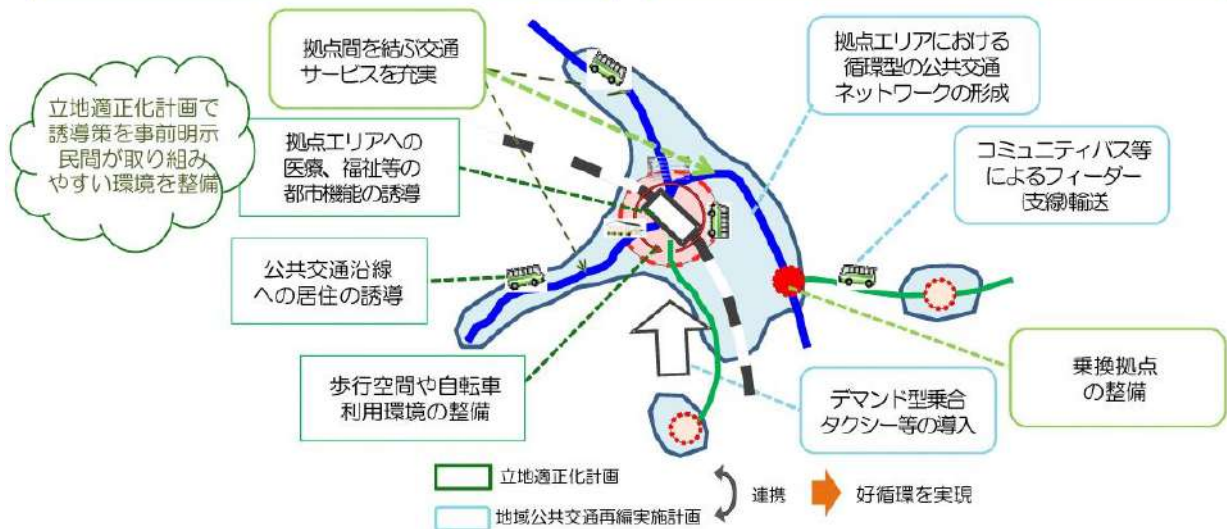 拠点間を結ぶ交通
サービスを充実
拠点エリアにおける
循環型の公共交通
ネットワークの形成
立地適正化計画で
誘導策を事前明示
民間が取り組み
やすい環境を整備
拠点エリアへの
医療、福祉等の
都市機能の誘導
コミュニティバス等
によるフィーダー
(支線)輸送
公共交通沿線
への居住の誘導
歩行空間や自転車
利用環境の整備
デマンド型乗合
タクシー等の導入
乗換拠点
の整備
立地適正化計画
連携
好循環を実現
地域公共交通再編実施計画